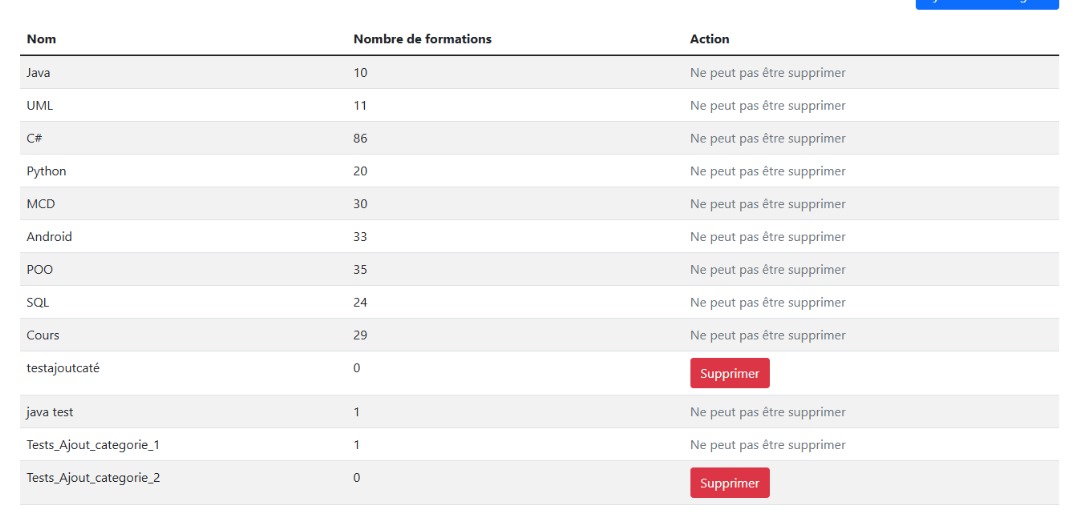 Nom Nombre de formations Action
Java 10 Ne peut pas être supprimer
UML 11 Ne peut pas être supprimer
C# 86 Ne peut pas être supprimer
Python 20 Ne peut pas être supprimer
MCD 30 Ne peut pas être supprimer
Android 33 Ne peut pas être supprimer
POO 35 Ne peut pas être supprimer
SQL 24 Ne peut pas être supprimer
Cours 29 Ne peut pas être supprimer
testajoutcaté 0 Supprimer
java test 1 Ne peut pas être supprimer
Tests_Ajout_categorie_1 1 Ne peut pas être supprimer
Tests_Ajout_categorie_2 0 Supprimer